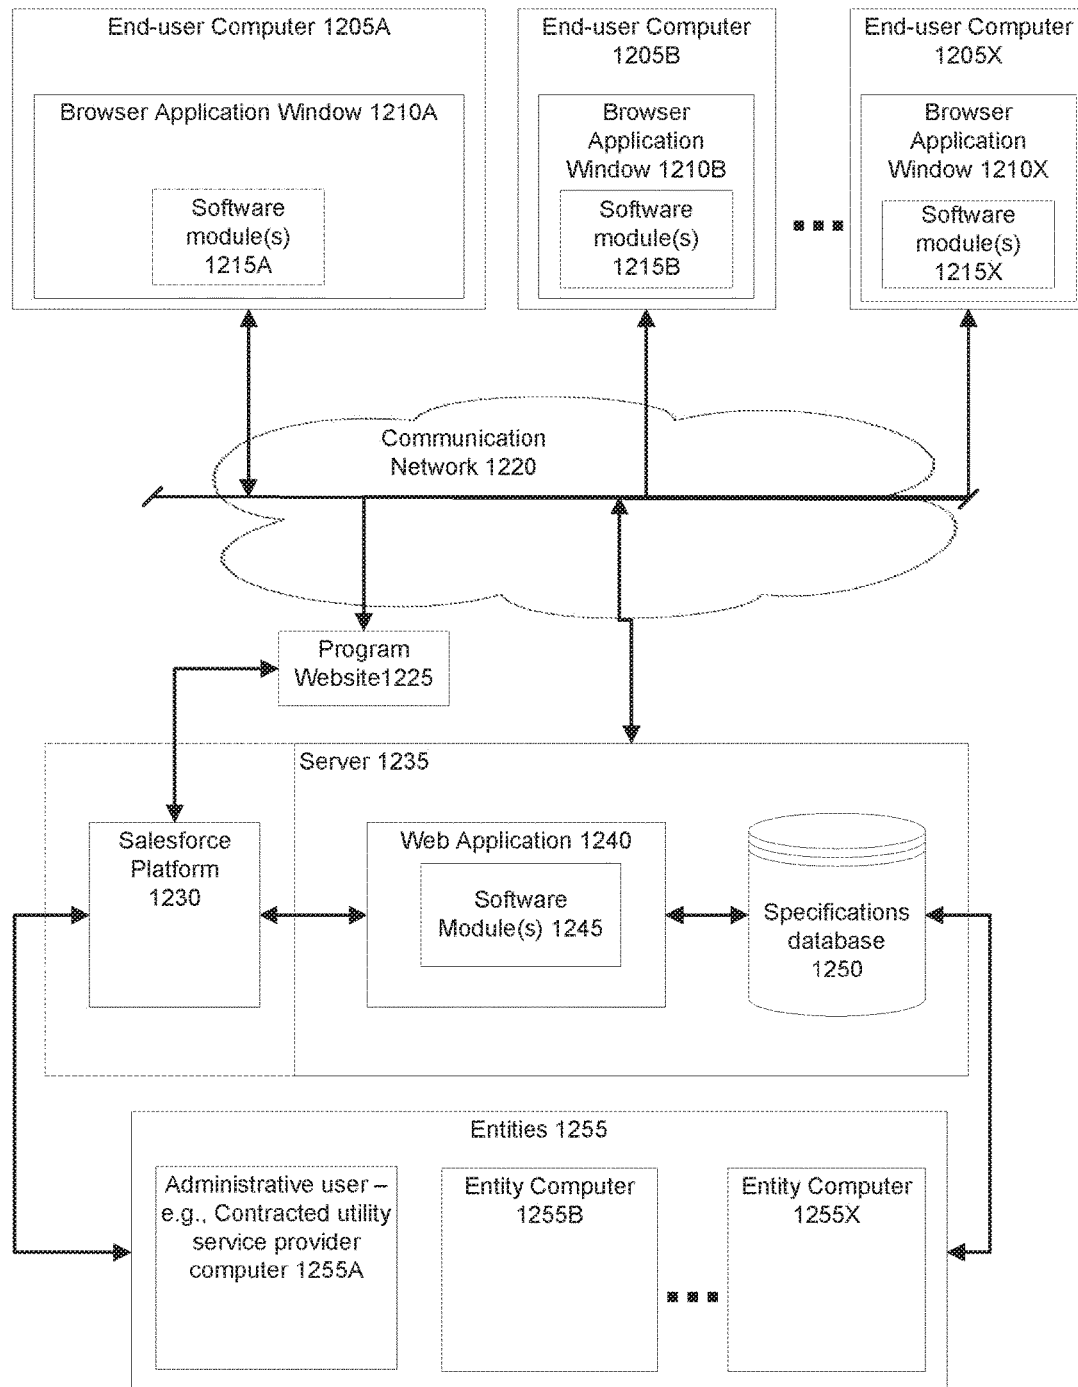 End-user Computer 1205A
Browser Application Window 1210A
Software
module(s)
1215A
End-user Computer
1205B
Browser
Application
Window 1210B
Software
module(s)
1215B
End-user Computer
1205X
Browser
Application
Window 1210X
Software
module(s)
1215X
Communication
Network 1220
Program
Website1225
Server 1235
Salesforce
Platform
1230
Web Application 1240
Software
Module(s) 1245
Specifications
database
1250
Entities 1255
Administrative user –
e.g., Contracted utility
service provider
computer 1255A
Entity Computer
1255B
Entity Computer
1255X